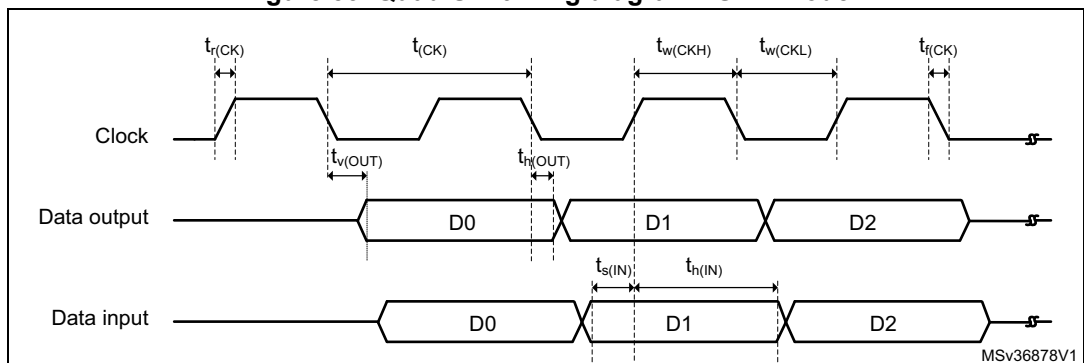 t_r(CK) t_(CK) t_w(CKH) t_w(CKL) t_f(CK)
Clock
t_v(OUT) t_h(OUT)
Data output D0 D1 D2
t_s(IN) t_h(IN)
Data input D0 D1 D2
MSv36878V1